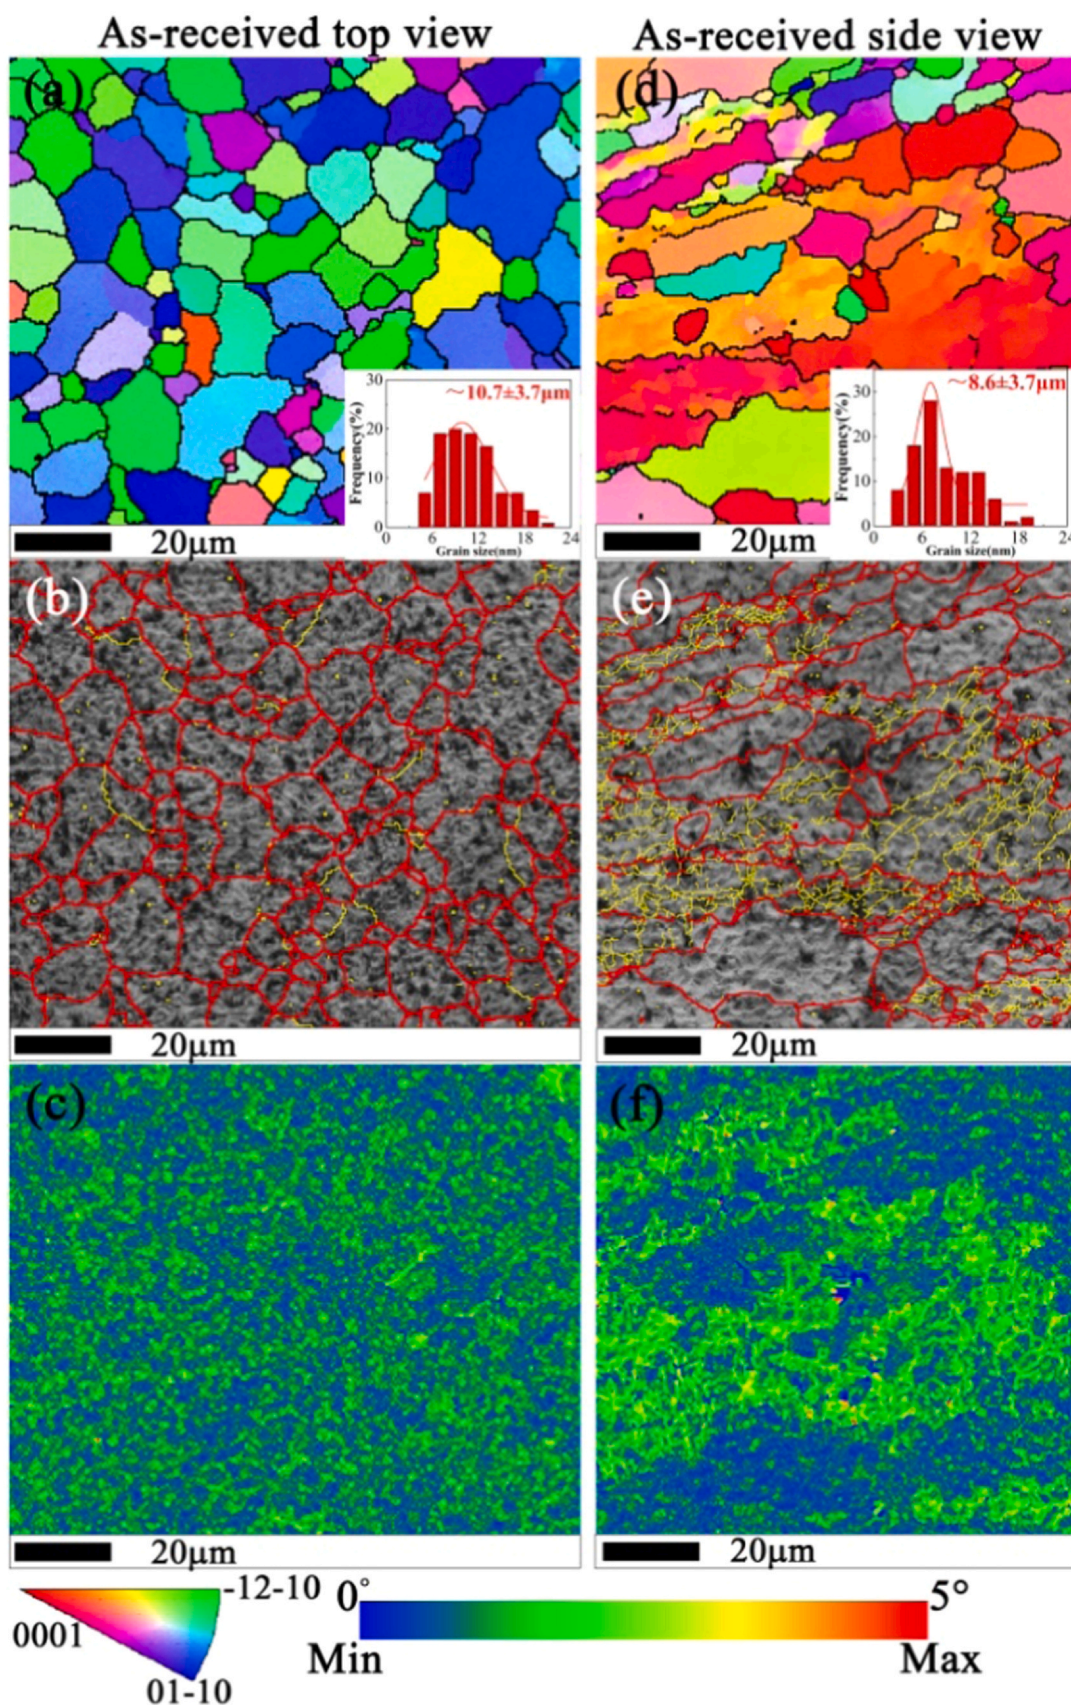 As-received top view
As-received side view
(a)
(d)
30
20
10
0
Frequency(%)
~10.7±3.7μm
0 6 12 18 24
Grain size(nm)
30
20
10
0
Frequency(%)
~8.6±3.7μm
0 6 12 18 24
Grain size(nm)
20μm
20μm
(b)
(e)
20μm
20μm
(c)
(f)
20μm
20μm
-12-10
0001
01-10
0° 5°
Min Max